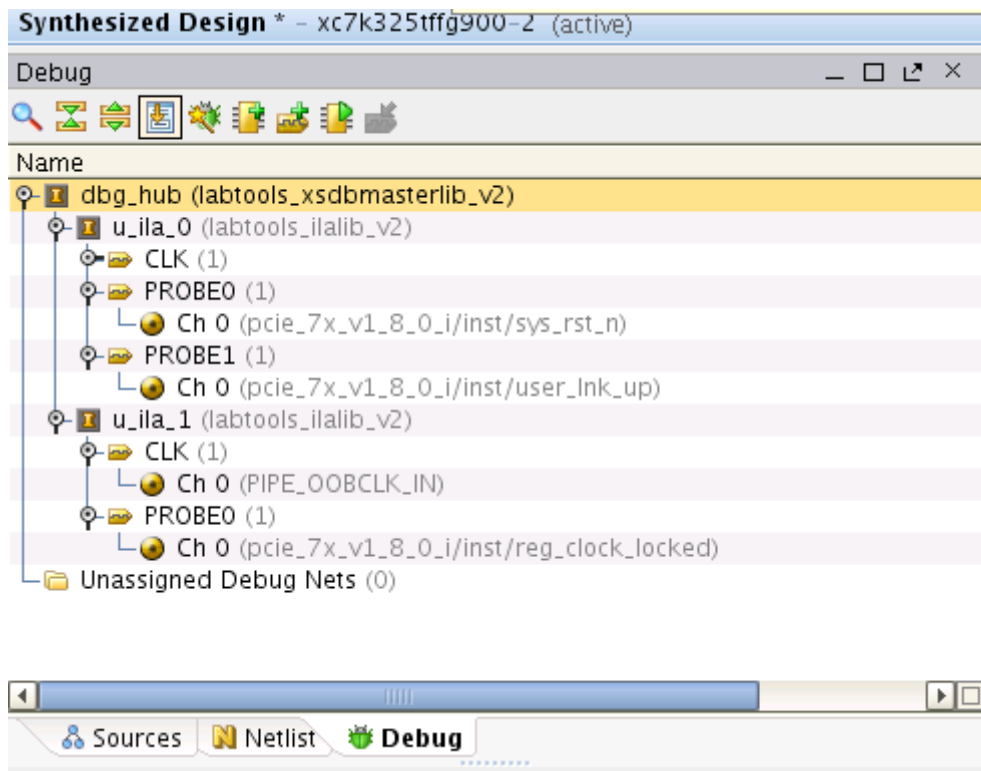 Synthesized Design * - xc7k325tffg900-2 (active)
Debug
Name
dbg_hub (labtools_xsdbmasterlib_v2)
u_ila_0 (labtools_ilalib_v2)
CLK (1)
PROBE0 (1)
Ch 0 (pcie_7x_v1_8_0_i/inst/sys_rst_n)
PROBE1 (1)
Ch 0 (pcie_7x_v1_8_0_i/inst/user_lnk_up)
u_ila_1 (labtools_ilalib_v2)
CLK (1)
Ch 0 (PIPE_OOBCLK_IN)
PROBE0 (1)
Ch 0 (pcie_7x_v1_8_0_i/inst/reg_clock_locked)
Unassigned Debug Nets (0)
Sources Netlist Debug